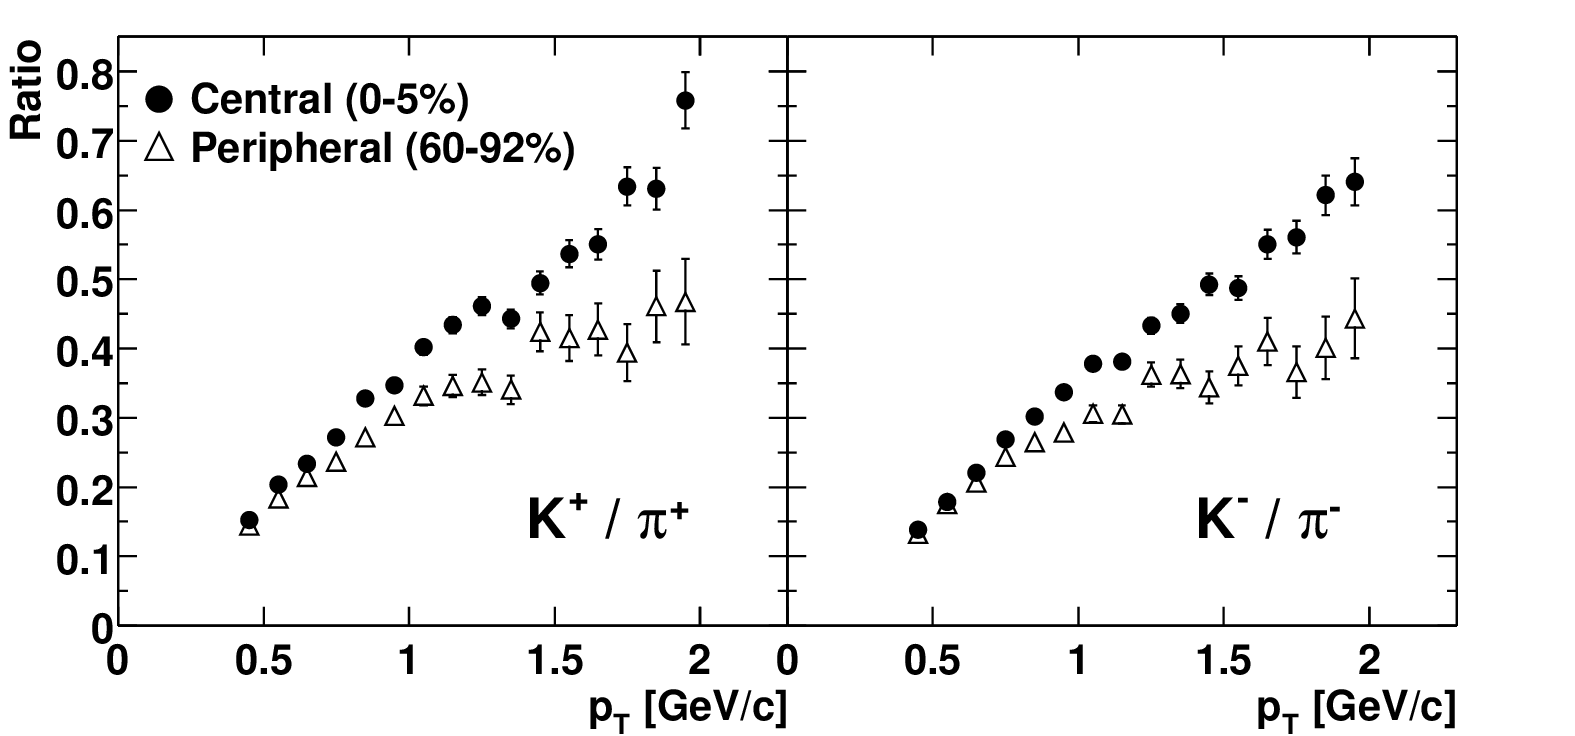 Ratio
Central (0-5%)
Peripheral (60-92%)
0.8
0.7
0.6
0.5
0.4
0.3
0.2
0.1
0
K⁺ / π⁺
K⁻ / π⁻
0 0.5 1 1.5 2 0 0.5 1 1.5 2
p_T [GeV/c] p_T [GeV/c]